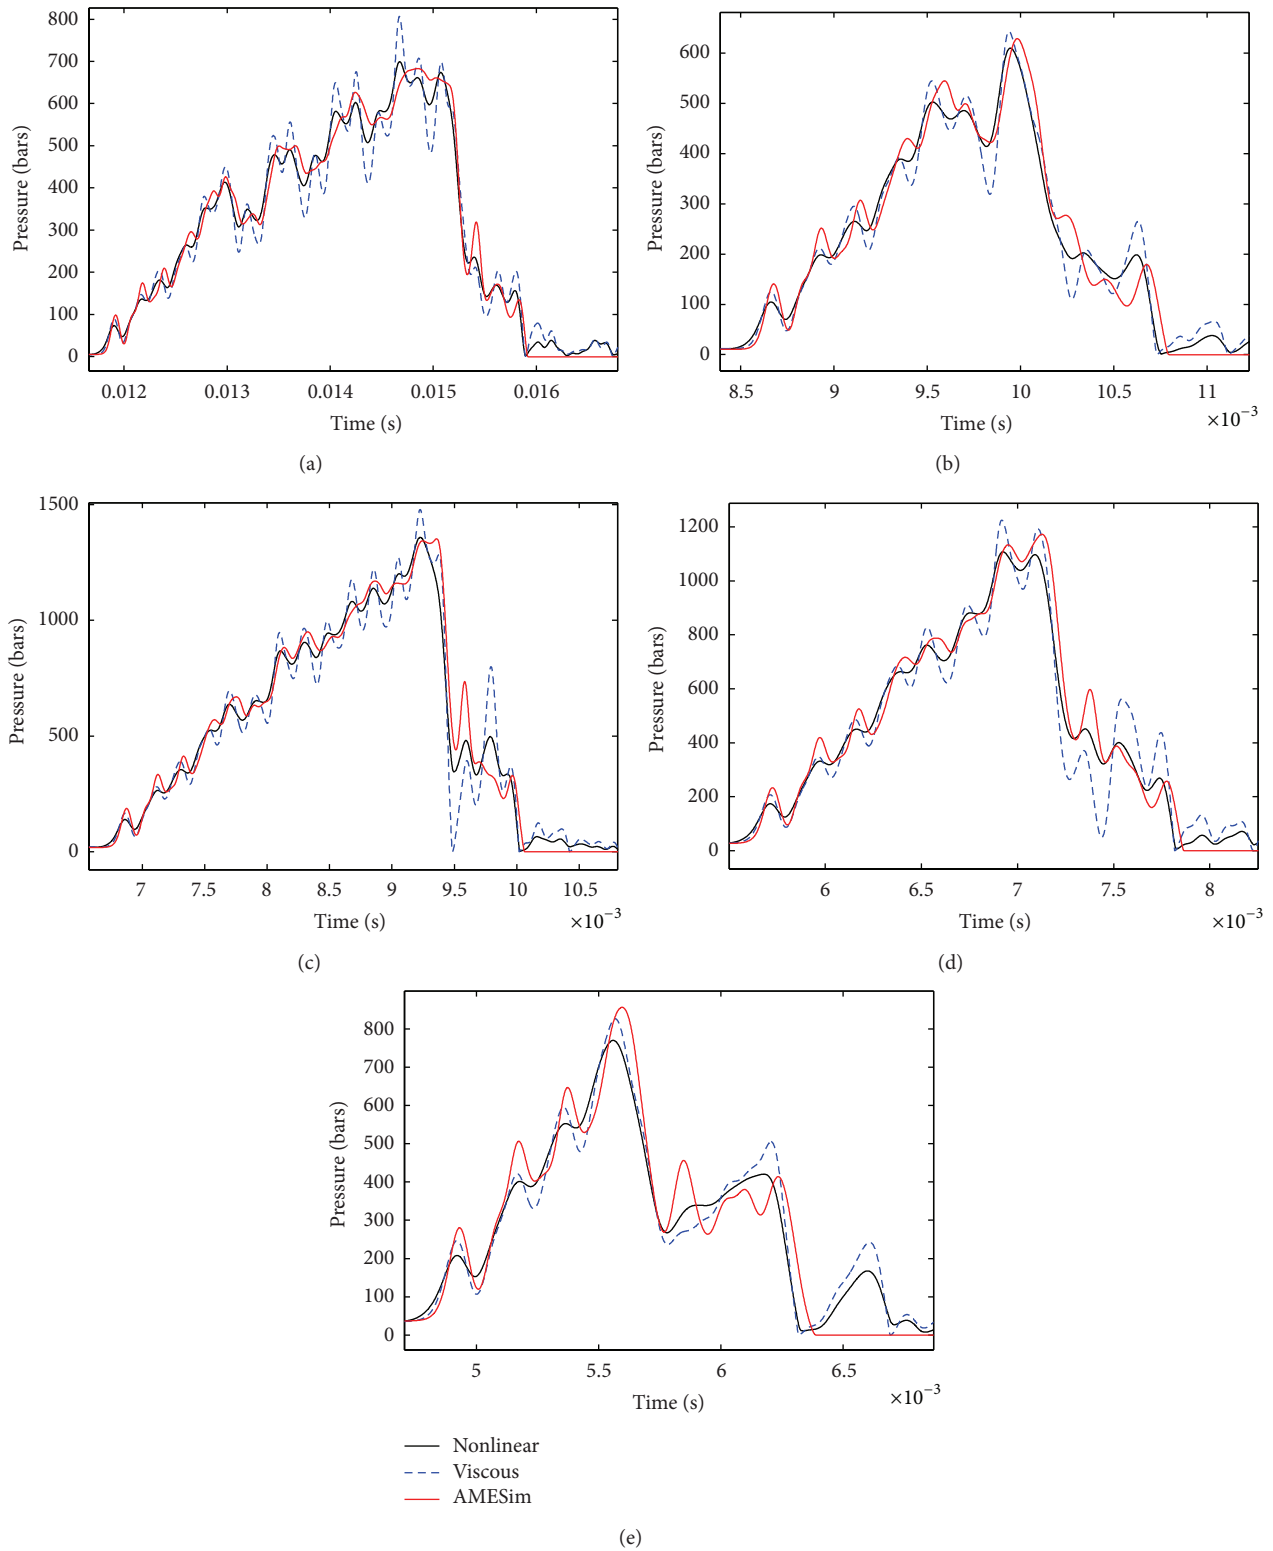 800
700
600
500
400
300
200
100
0
Pressure (bars)
0.012 0.013 0.014 0.015 0.016
Time (s)
(a)
600
500
400
300
200
100
0
Pressure (bars)
8.5 9 9.5 10 10.5 11
Time (s) ×10−3
(b)
1500
1000
500
0
Pressure (bars)
7 7.5 8 8.5 9 9.5 10 10.5
Time (s) ×10−3
(c)
1200
1000
800
600
400
200
0
Pressure (bars)
6 6.5 7 7.5 8
Time (s) ×10−3
(d)
800
700
600
500
400
300
200
100
0
Pressure (bars)
5 5.5 6 6.5
Time (s) ×10−3
Nonlinear
Viscous
AMESim
(e)